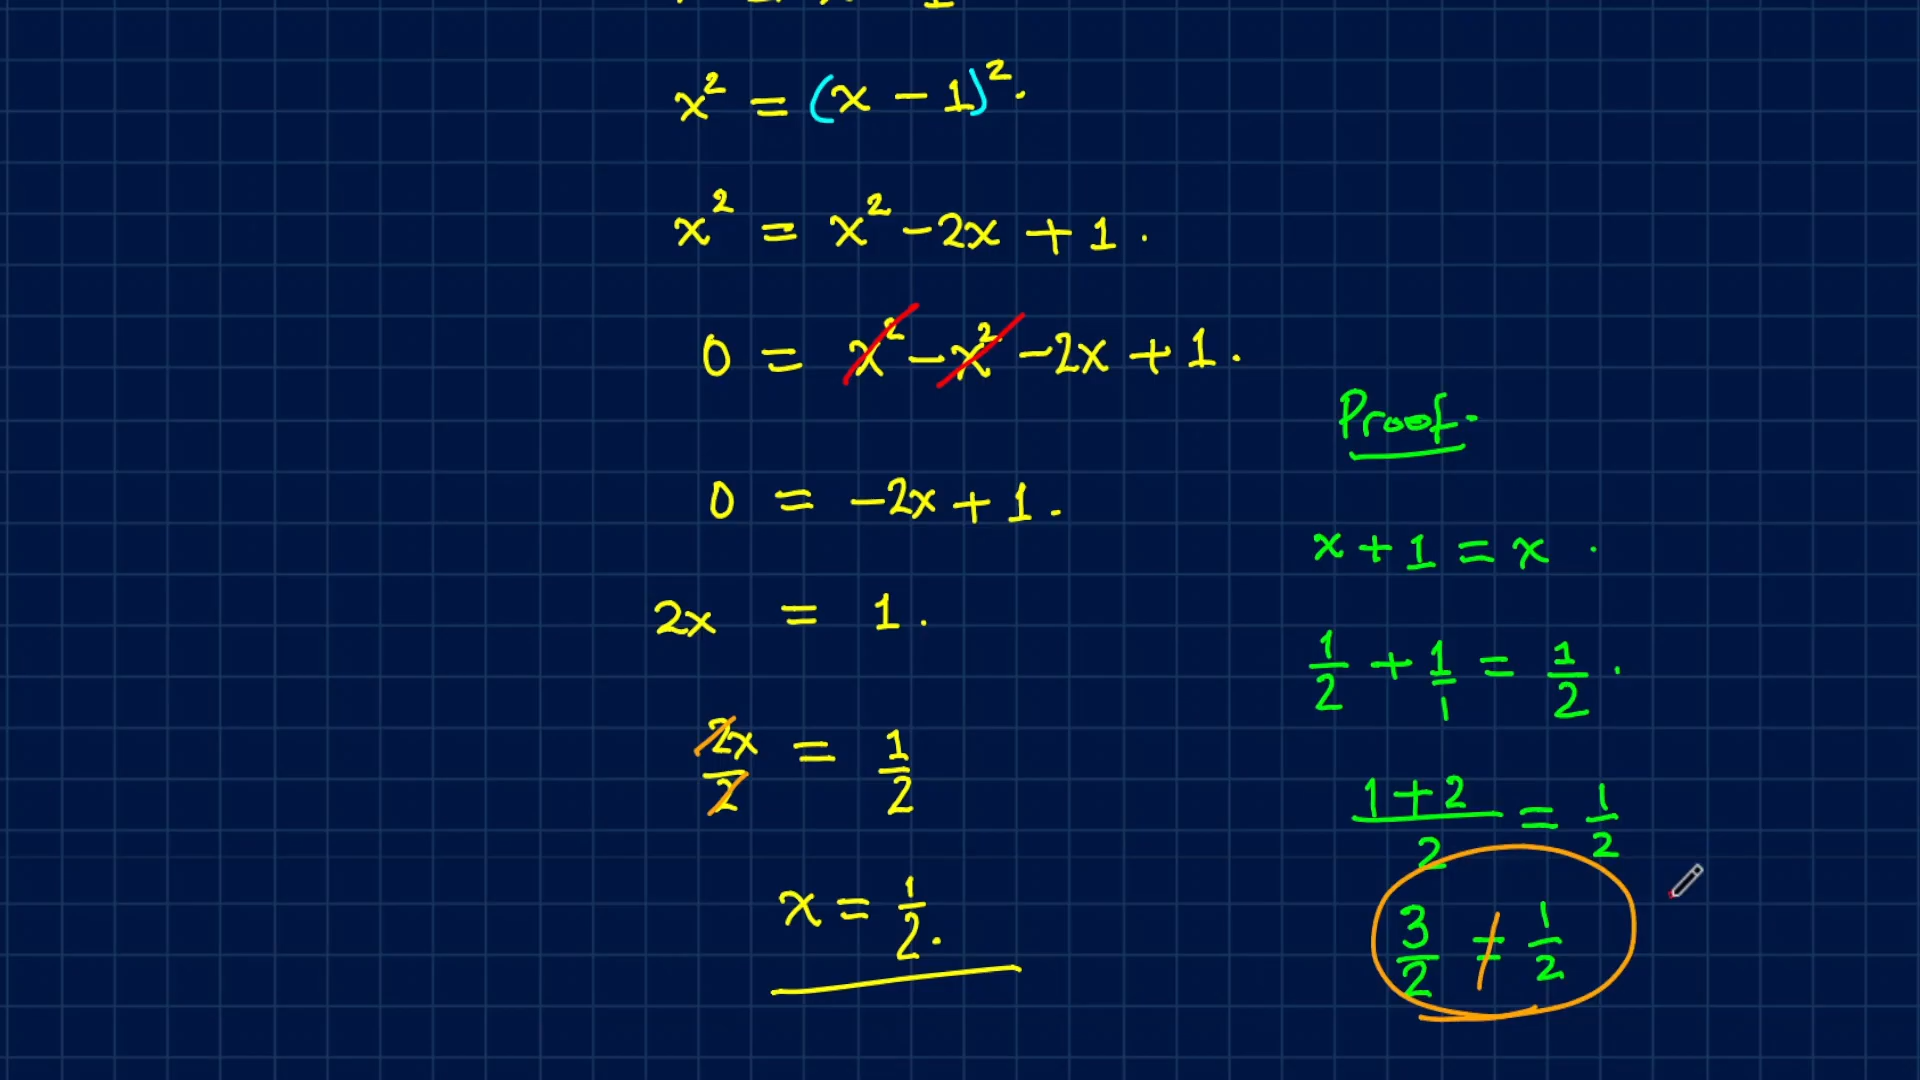 x² = (x - 1)².
x² = x² - 2x + 1.
0 = x² - x² - 2x + 1.
0 = -2x + 1.
2x = 1.
2x/2 = 1/2
x = 1/2.
Proof.
x + 1 = x .
1/2 + 1/1 = 1/2 .
(1 + 2)/2 = 1/2
3/2 ≠ 1/2